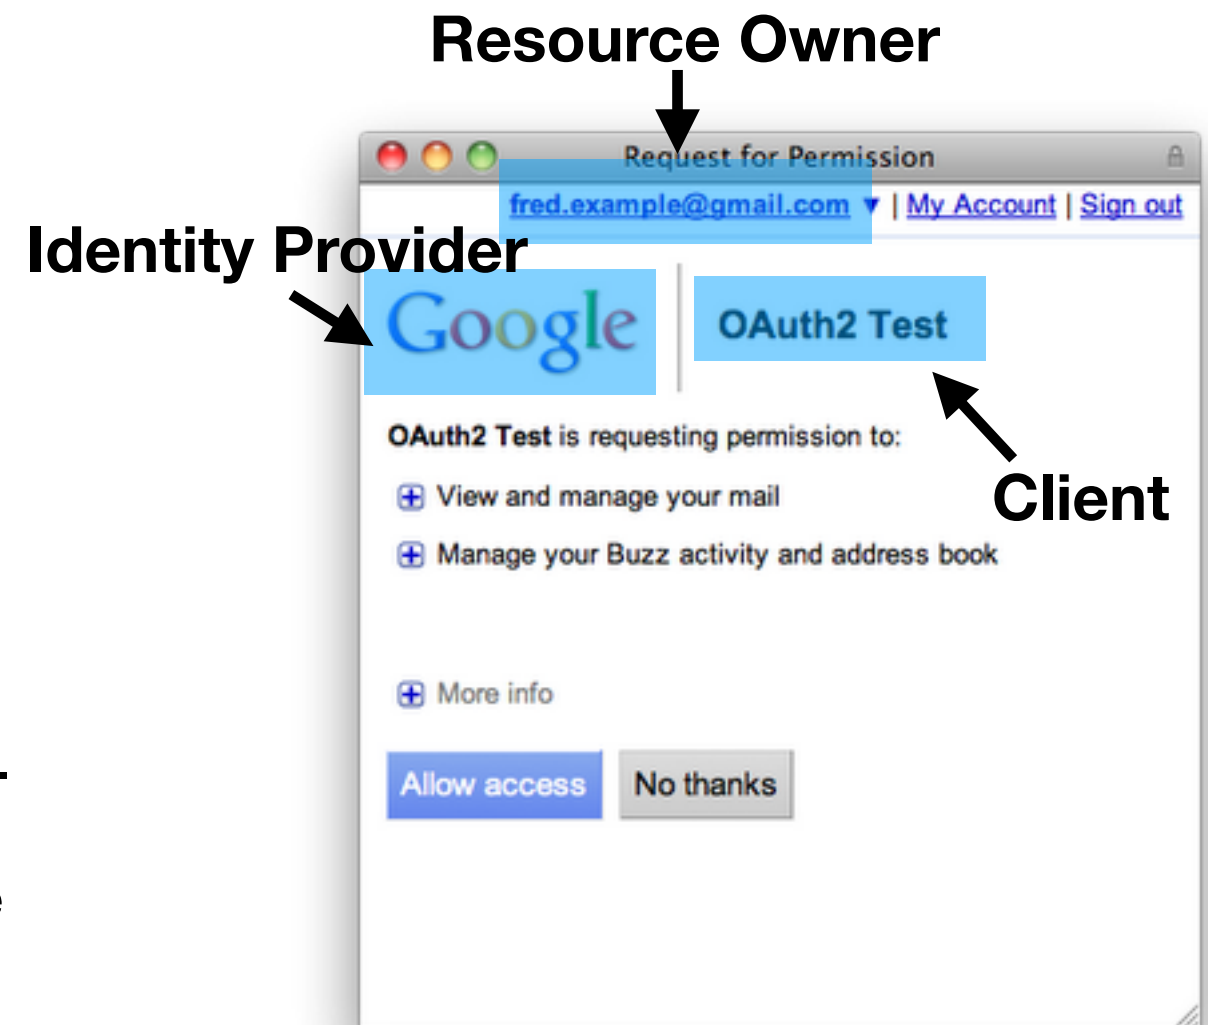 Resource Owner
Request for Permission
fred.example@gmail.com ▼ | My Account | Sign out
Identity Provider
Google
OAuth2 Test
OAuth2 Test is requesting permission to:
View and manage your mail
Client
Manage your Buzz activity and address book
More info
Allow access
No thanks